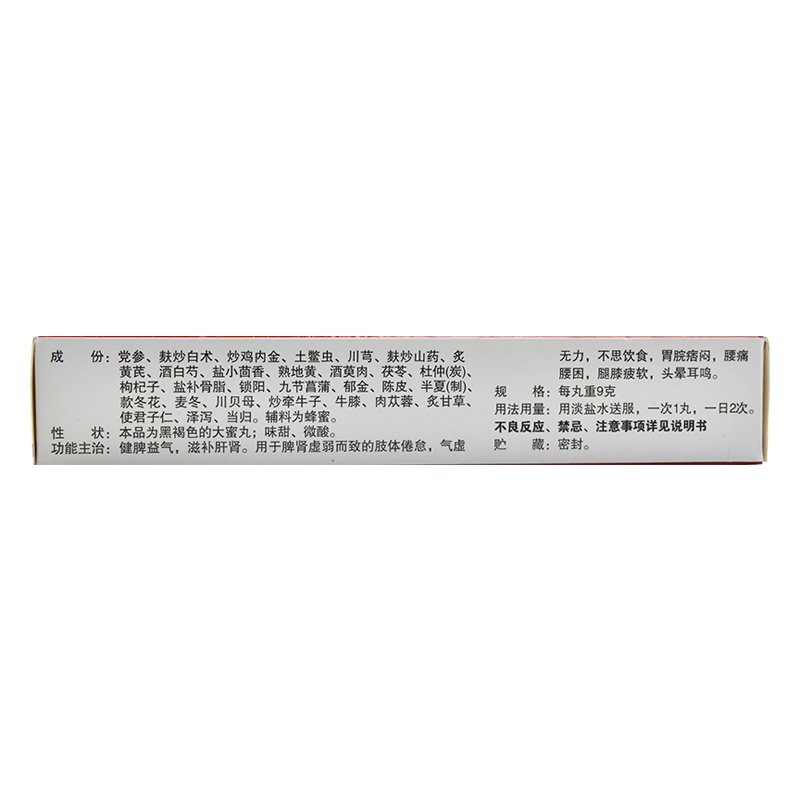 成　份：党参、麸炒白术、炒鸡内金、土鳖虫、川芎、麸炒山药、炙
黄芪、酒白芍、盐小茴香、熟地黄、酒萸肉、茯苓、杜仲(炭)、
枸杞子、盐补骨脂、锁阳、九节菖蒲、郁金、陈皮、半夏(制)、
款冬花、麦冬、川贝母、炒牵牛子、牛膝、肉苁蓉、炙甘草、
使君子仁、泽泻、当归。辅料为蜂蜜。
性　状：本品为黑褐色的大蜜丸；味甜、微酸。
功能主治：健脾益气，滋补肝肾。用于脾肾虚弱而致的肢体倦怠，气虚
无力，不思饮食，胃脘痞闷，腰痛
腰困，腿膝疲软，头晕耳鸣。
规　格：每丸重9克
用法用量：用淡盐水送服，一次1丸，一日2次。
不良反应、禁忌、注意事项详见说明书
贮　藏：密封。